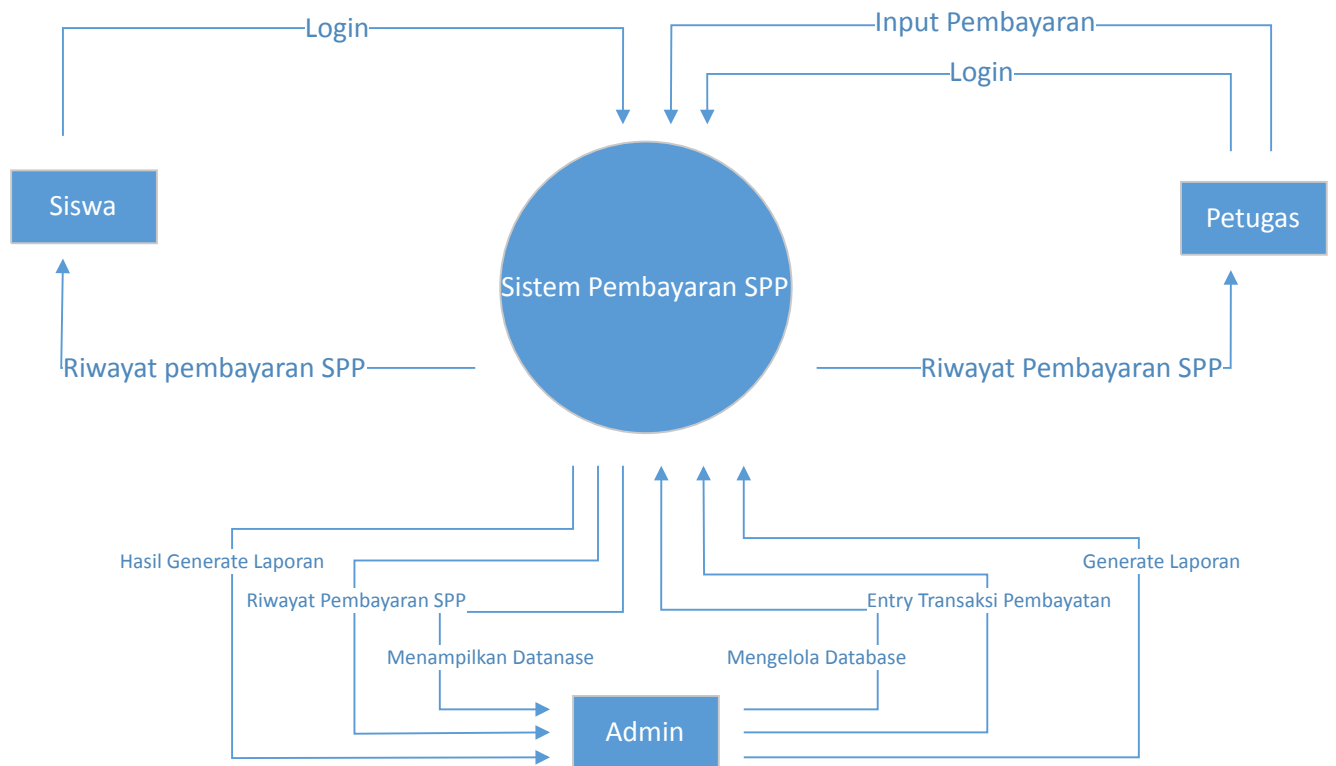 Login
Input Pembayaran
Login
Siswa
Petugas
Sistem Pembayaran SPP
Riwayat pembayaran SPP
Riwayat Pembayaran SPP
Hasil Generate Laporan
Generate Laporan
Riwayat Pembayaran SPP
Entry Transaksi Pembayatan
Menampilkan Datanase
Mengelola Database
Admin